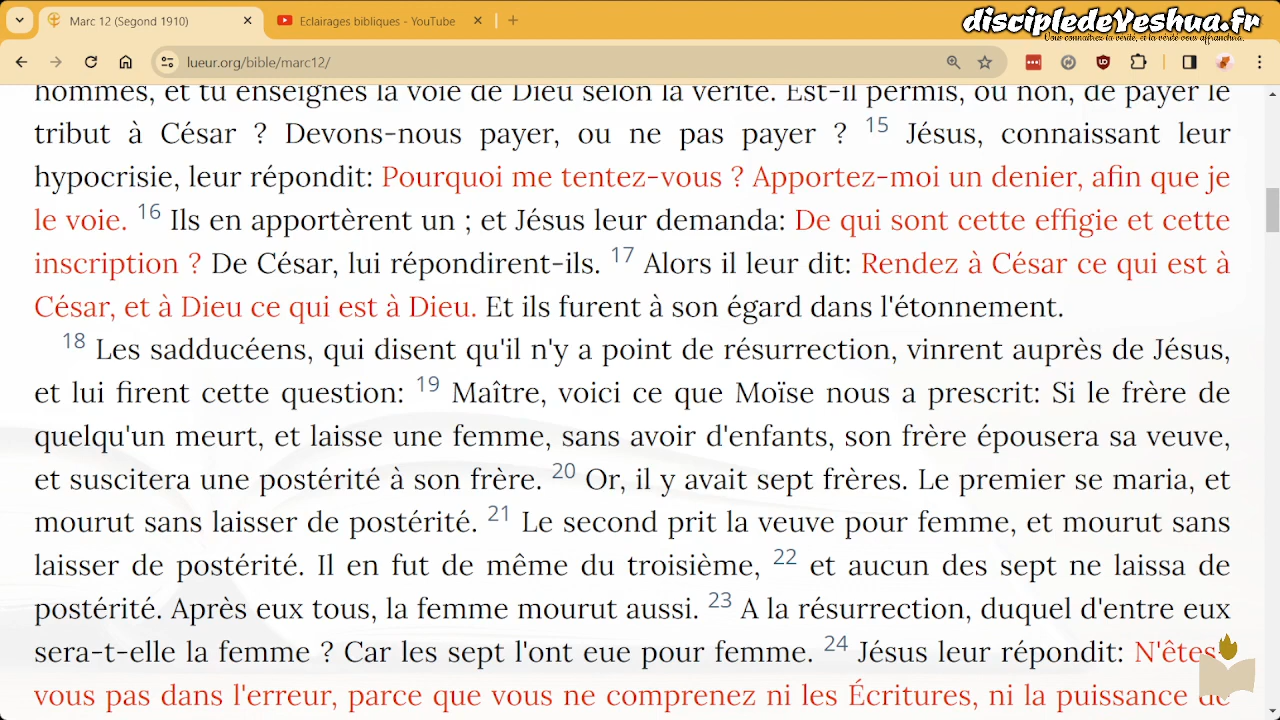 Marc 12 (Segond 1910)
Eclairages bibliques - YouTube
discipledeYeshua.fr
Vous connaîtrez la vérité, et la vérité vous affranchira.
lueur.org/bible/marc12/
hommes, et tu enseignes la voie de Dieu selon la vérité. Est-il permis, ou non, de payer le
tribut à César ? Devons-nous payer, ou ne pas payer ? 15 Jésus, connaissant leur
hypocrisie, leur répondit: Pourquoi me tentez-vous ? Apportez-moi un denier, afin que je
le voie. 16 Ils en apportèrent un ; et Jésus leur demanda: De qui sont cette effigie et cette
inscription ? De César, lui répondirent-ils. 17 Alors il leur dit: Rendez à César ce qui est à
César, et à Dieu ce qui est à Dieu. Et ils furent à son égard dans l'étonnement.
18 Les sadducéens, qui disent qu'il n'y a point de résurrection, vinrent auprès de Jésus,
et lui firent cette question: 19 Maître, voici ce que Moïse nous a prescrit: Si le frère de
quelqu'un meurt, et laisse une femme, sans avoir d'enfants, son frère épousera sa veuve,
et suscitera une postérité à son frère. 20 Or, il y avait sept frères. Le premier se maria, et
mourut sans laisser de postérité. 21 Le second prit la veuve pour femme, et mourut sans
laisser de postérité. Il en fut de même du troisième, 22 et aucun des sept ne laissa de
postérité. Après eux tous, la femme mourut aussi. 23 A la résurrection, duquel d'entre eux
sera-t-elle la femme ? Car les sept l'ont eue pour femme. 24 Jésus leur répondit: N'êtes-
vous pas dans l'erreur, parce que vous ne comprenez ni les Écritures, ni la puissance de